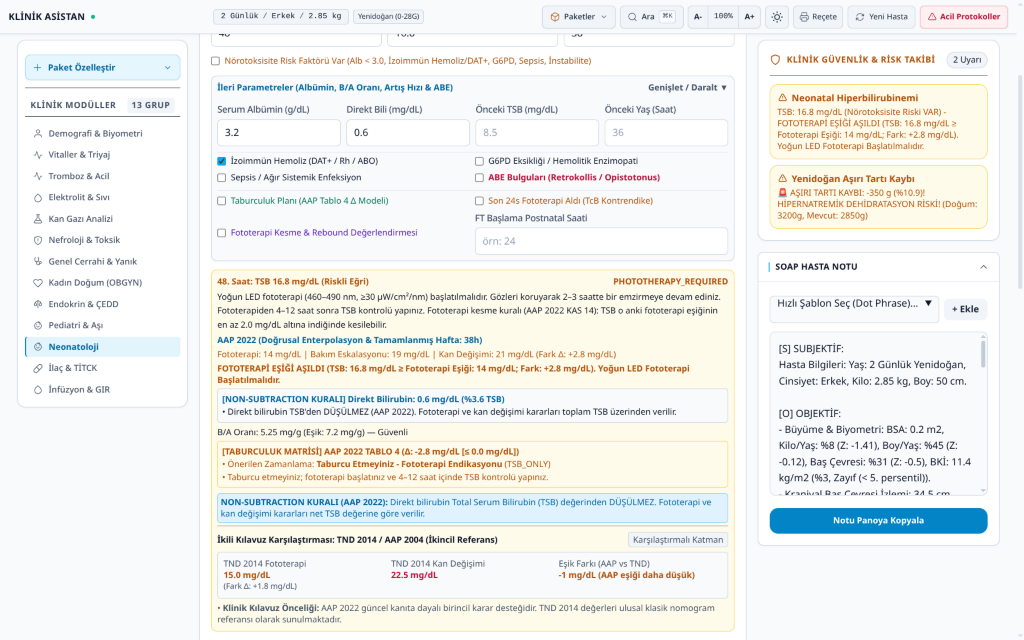 KLİNİK ASİSTAN
2 Günlük / Erkek / 2.85 kg
Yenidoğan (0-28G)
Paketler
Ara ⌘K
A- 100% A+
Reçete
Yeni Hasta
Acil Protokoller
+ Paket Özelleştir
KLİNİK MODÜLLER 13 GRUP
Demografi & Biyometri
Vitaller & Triyaj
Tromboz & Acil
Elektrolit & Sıvı
Kan Gazı Analizi
Nefroloji & Toksik
Genel Cerrahi & Yanık
Kadın Doğum (OBGYN)
Endokrin & ÇEDD
Pediatri & Aşı
Neonatoloji
İlaç & TİTCK
İnfüzyon & GIR
Nörotoksisite Risk Faktörü Var (Alb < 3.0, İzoimmün Hemoliz/DAT+, G6PD, Sepsis, İnstabilite)
İleri Parametreler (Albümin, B/A Oranı, Artış Hızı & ABE) Genişlet / Daralt ▼
Serum Albümin (g/dL) Direkt Bili (mg/dL) Önceki TSB (mg/dL) Önceki Yaş (Saat)
3.2 0.6 8.5 36
İzoimmün Hemoliz (DAT+ / Rh / ABO) G6PD Eksikliği / Hemolitik Enzimopati
Sepsis / Ağır Sistemik Enfeksiyon ABE Bulguları (Retrokollis / Opistotonus)
Taburculuk Planı (AAP Tablo 4 Δ Modeli) Son 24s Fototerapi Aldı (TcB Kontrendike)
FT Başlama Postnatal Saati
Fototerapi Kesme & Rebound Değerlendirmesi
örn: 24
48. Saat: TSB 16.8 mg/dL (Riskli Eğri) PHOTOTHERAPY_REQUIRED
Yoğun LED fototerapi (460–490 nm, ≥30 µW/cm²/nm) başlatılmalıdır. Gözleri koruyarak 2–3 saatte bir emzirmeye devam ediniz.
Fototerapiden 4–12 saat sonra TSB kontrolü yapınız. Fototerapi kesme kuralı (AAP 2022 KAS 14): TSB o anki fototerapi eşiğinin
en az 2.0 mg/dL altına indiğinde kesilebilir.
AAP 2022 (Doğrusal Enterpolasyon & Tamamlanmış Hafta: 38h)
Fototerapi: 14 mg/dL | Bakım Eskalasyonu: 19 mg/dL | Kan Değişimi: 21 mg/dL (Fark Δ: +2.8 mg/dL)
FOTOTERAPİ EŞİĞİ AŞILDI (TSB: 16.8 mg/dL ≥ Fototerapi Eşiği: 14 mg/dL; Fark: +2.8 mg/dL). Yoğun LED Fototerapi
Başlatılmalıdır.
[NON-SUBTRACTION KURALI] Direkt Bilirubin: 0.6 mg/dL (%3.6 TSB)
• Direkt bilirubin TSB'den DÜŞÜLMEZ (AAP 2022). Fototerapi ve kan değişimi kararları toplam TSB üzerinden verilir.
B/A Oranı: 5.25 mg/g (Eşik: 7.2 mg/g) — Güvenli
[TABURCULUK MATRİSİ] AAP 2022 TABLO 4 (Δ: -2.8 mg/dL [≤ 0.0 mg/dL])
• Önerilen Zamanlama: Taburcu Etmeyiniz - Fototerapi Endikasyonu (TSB_ONLY)
• Taburcu etmeyiniz; fototerapi başlatınız ve 4–12 saat içinde TSB kontrolü yapınız.
NON-SUBTRACTION KURALI (AAP 2022): Direkt bilirubin Total Serum Bilirubin (TSB) değerinden DÜŞÜLMEZ. Fototerapi ve
kan değişimi kararları net TSB değerine göre verilir.
İkili Kılavuz Karşılaştırması: TND 2014 / AAP 2004 (İkincil Referans) Karşılaştırmalı Katman
TND 2014 Fototerapi TND 2014 Kan Değişimi Eşik Farkı (AAP vs TND)
15.0 mg/dL 22.5 mg/dL -1 mg/dL (AAP eşiği daha düşük)
(Fark Δ: +1.8 mg/dL)
• Klinik Kılavuz Önceliği: AAP 2022 güncel kanıta dayalı birincil karar desteğidir. TND 2014 değerleri ulusal klasik nomogram
referansı olarak sunulmaktadır.
KLİNİK GÜVENLİK & RİSK TAKİBİ 2 Uyarı
Neonatal Hiperbilirubinemi
TSB: 16.8 mg/dL (Nörotoksisite Riski VAR) -
FOTOTERAPİ EŞİĞİ AŞILDI (TSB: 16.8 mg/dL ≥
Fototerapi Eşiği: 14 mg/dL; Fark: +2.8 mg/dL).
Yoğun LED Fototerapi Başlatılmalıdır.
Yenidoğan Aşırı Tartı Kaybı
🚨 AŞIRI TARTI KAYBI: -350 g (%10.9)!
HİPERNATREMİK DEHİDRATASYON RİSKİ! (Doğum:
3200g, Mevcut: 2850g)
SOAP HASTA NOTU
Hızlı Şablon Seç (Dot Phrase)... ▼
+ Ekle
[S] SUBJEKTİF:
Hasta Bilgileri: Yaş: 2 Günlük Yenidoğan,
Cinsiyet: Erkek, Kilo: 2.85 kg, Boy: 50 cm.
[O] OBJEKTİF:
- Büyüme & Biyometri: BSA: 0.2 m2,
Kilo/Yaş: %8 (Z: -1.41), Boy/Yaş: %45 (Z:
-0.12), Baş Çevresi: %31 (Z: -0.5), BKİ: 11.4
kg/m2 (%3, Zayıf (< 5. persentil)).
- Kranival Baş Çevresi İzlemi: 34.5 cm
Notu Panoya Kopyala